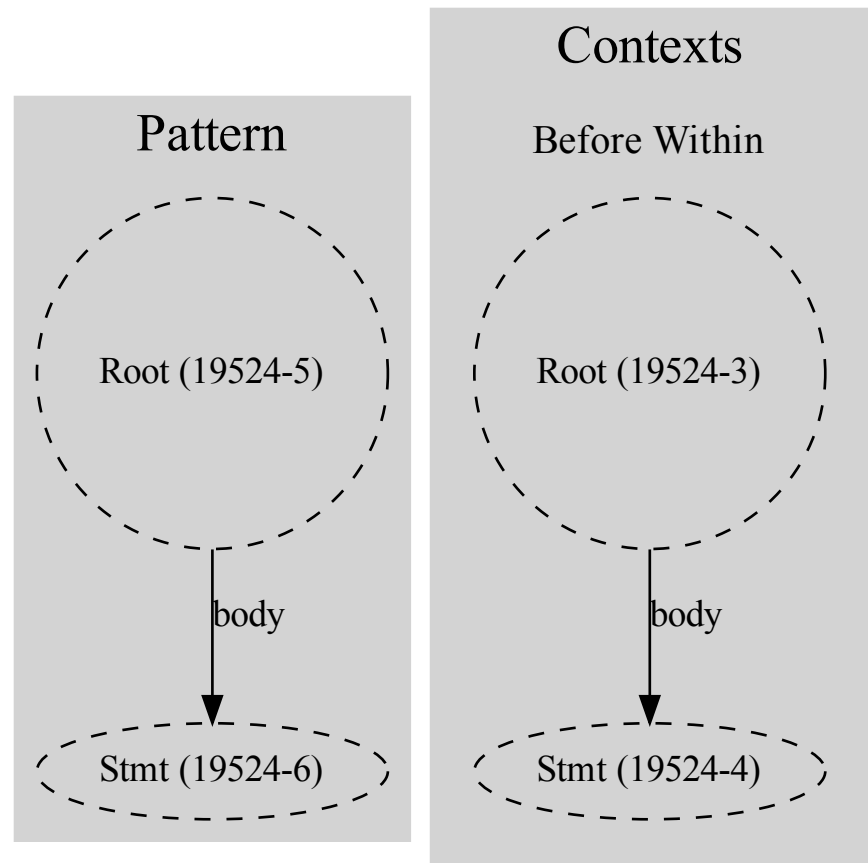 Pattern
Root (19524-5)
body
Stmt (19524-6)
Contexts
Before Within
Root (19524-3)
body
Stmt (19524-4)